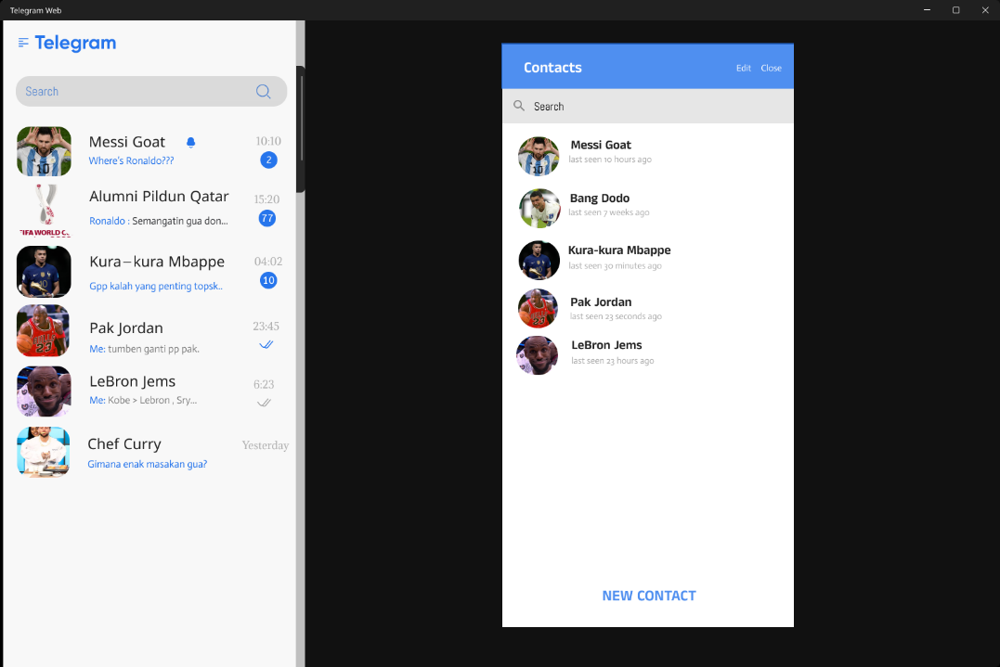 Telegram Web
Telegram
Search
Messi Goat
10:10
Where's Ronaldo???
2
Alumni Pildun Qatar
15:20
Ronaldo : Semangatin gua don...
77
FIFA WORLD C
Kura–kura Mbappe
04:02
Gpp kalah yang penting topsk..
10
Pak Jordan
23:45
Me: tumben ganti pp pak.
LeBron Jems
6:23
Me: Kobe > Lebron , Sry...
Chef Curry
Yesterday
Gimana enak masakan gua?
Contacts
Edit
Close
Search
Messi Goat
last seen 10 hours ago
Bang Dodo
last seen 7 weeks ago
Kura-kura Mbappe
last seen 30 minutes ago
Pak Jordan
last seen 23 seconds ago
LeBron Jems
last seen 23 hours ago
NEW CONTACT